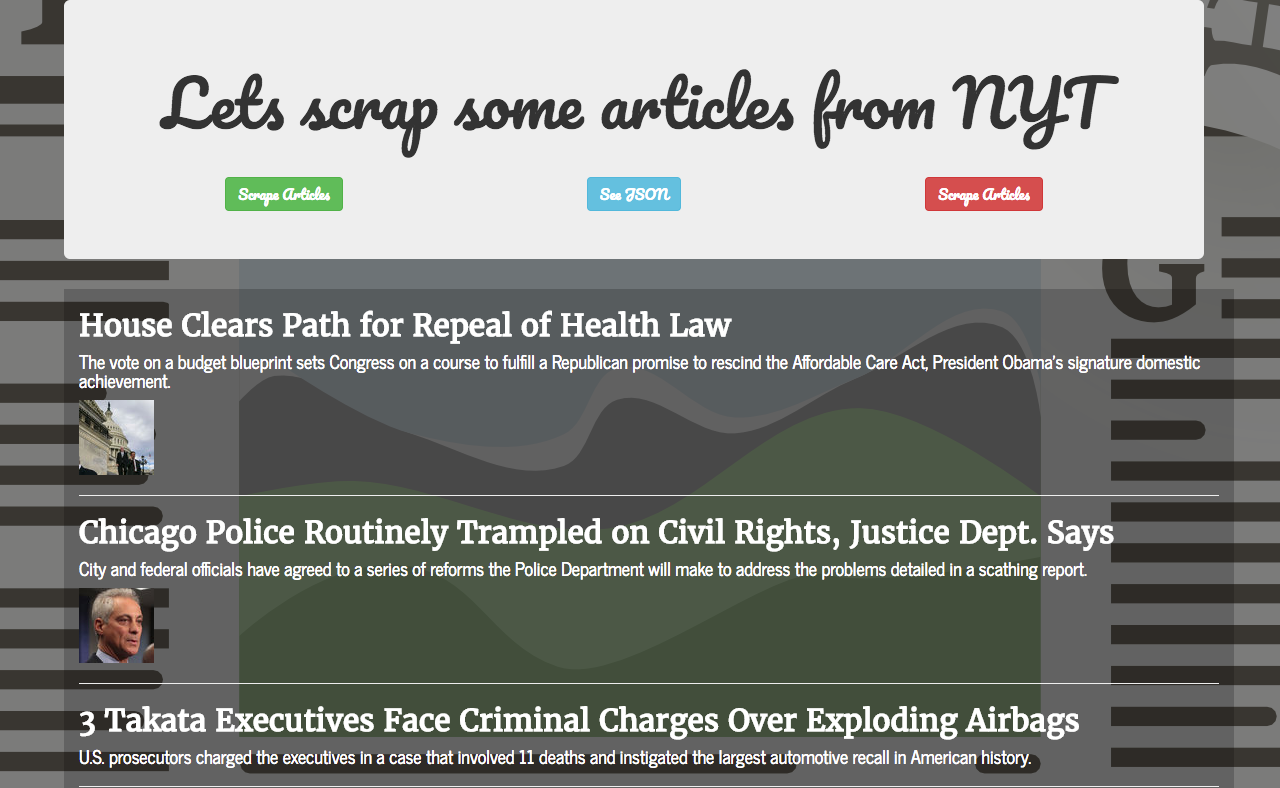 Lets scrap some articles from NYT
Scrape Articles
See JSON
Scrape Articles
G
House Clears Path for Repeal of Health Law
The vote on a budget blueprint sets Congress on a course to fulfill a Republican promise to rescind the Affordable Care Act, President Obama's signature domestic
achievement.
Chicago Police Routinely Trampled on Civil Rights, Justice Dept. Says
City and federal officials have agreed to a series of reforms the Police Department will make to address the problems detailed in a scathing report.
3 Takata Executives Face Criminal Charges Over Exploding Airbags
U.S. prosecutors charged the executives in a case that involved 11 deaths and instigated the largest automotive recall in American history.